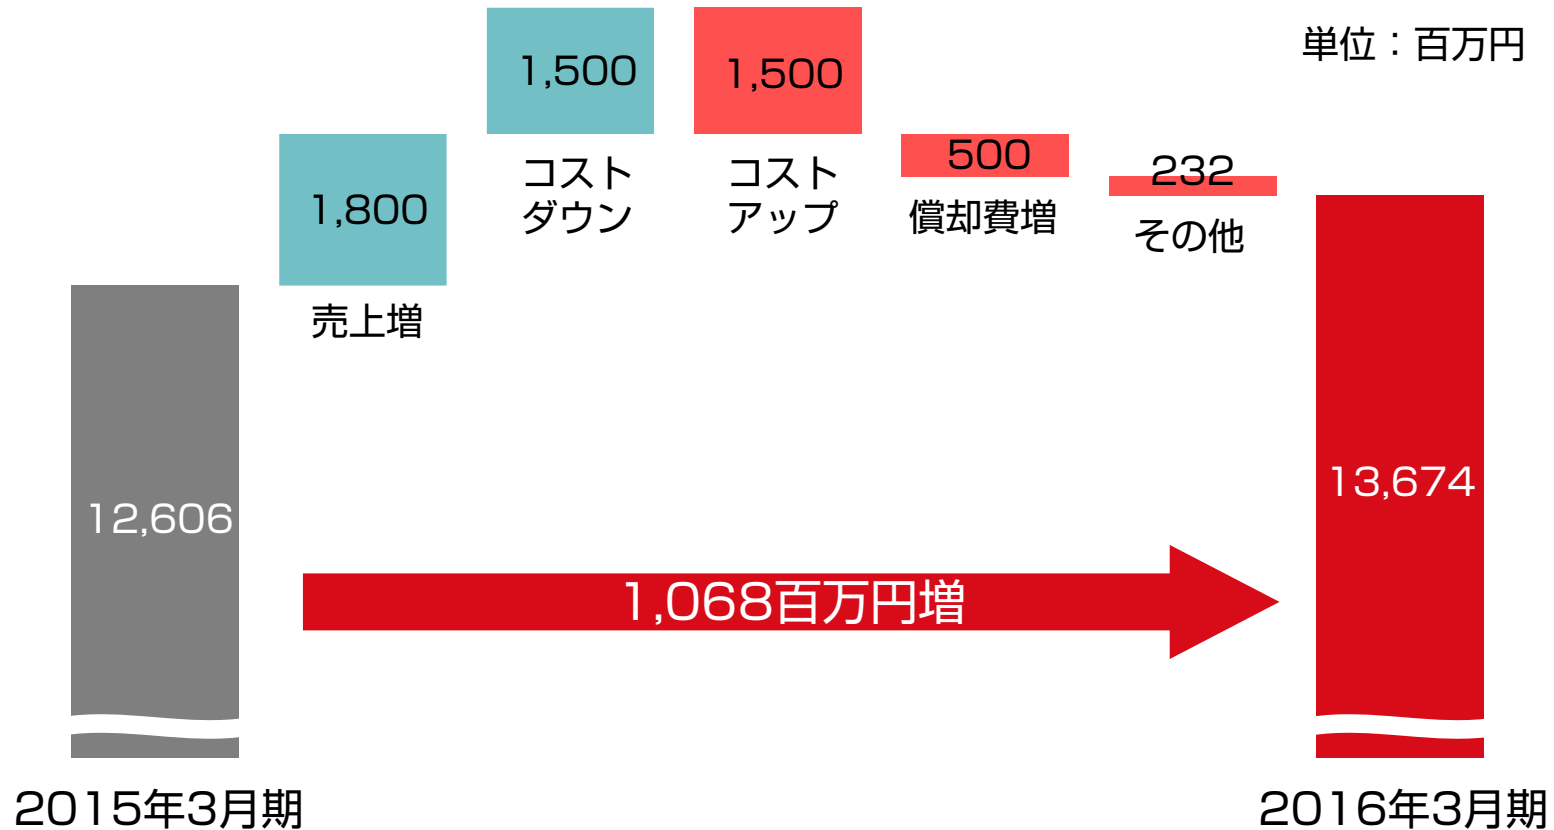 単位：百万円
1,500
1,500
コスト
ダウン
コスト
アップ
500
償却費増
232
その他
1,800
売上増
12,606
13,674
1,068百万円増
2015年3月期
2016年3月期